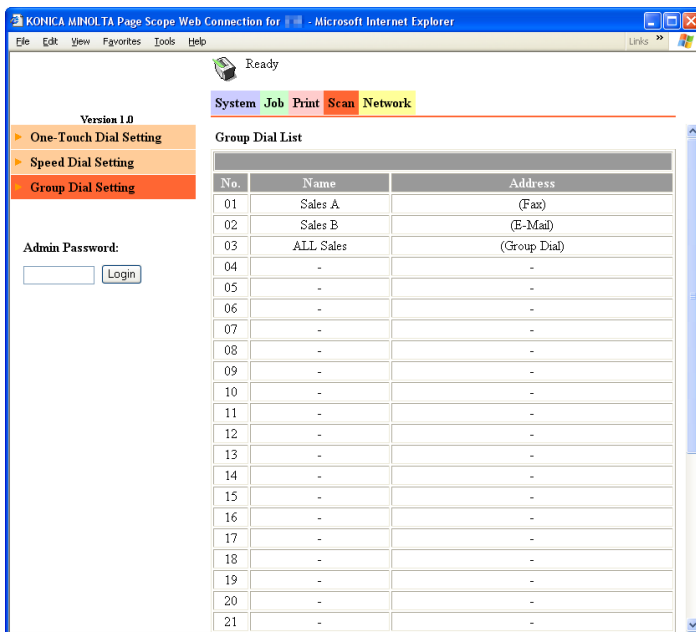 KONICA MINOLTA Page Scope Web Connection for - Microsoft Internet Explorer
File Edit View Favorites Tools Help Links »
Ready
System Job Print Scan Network
Version 1.0
One-Touch Dial Setting
Speed Dial Setting
Group Dial Setting
Admin Password:
Login
Group Dial List
No. Name Address
01 Sales A (Fax)
02 Sales B (E-Mail)
03 ALL Sales (Group Dial)
04 - -
05 - -
06 - -
07 - -
08 - -
09 - -
10 - -
11 - -
12 - -
13 - -
14 - -
15 - -
16 - -
17 - -
18 - -
19 - -
20 - -
21 - -